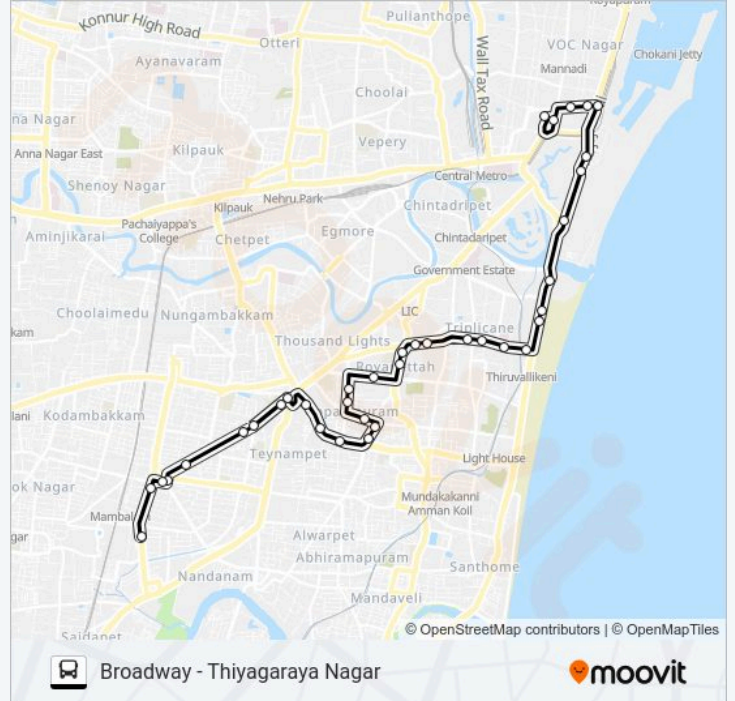 Konnur High Road
Pulianthope
Otteri
VOC Nagar
Chokani Jetty
Mannadi
Ayanavaram
Wall Tax Road
Choolai
na Nagar
Vepery
Kilpauk
Anna Nagar East
Central Metro
Shenoy Nagar
Nehru Park
Kilpauk
Chintadripet
Pachaiyappa's
College
Egmore
Aminjikarai
Chetpet
Chintadaripet
Government Estate
Choolaimedu
Nungambakkam
LIC
kam
Thousand Lights
Triplicane
Thiruvallikeni
lani
Kodambakkam
Teynampet
Light House
ok Nagar
Mundakakanni
Amman Koil
gar
Alwarpet
Abhiramapuram
Santhome
Nandanam
Mandaveli
Saidapet
© OpenStreetMap contributors | © OpenMapTiles
Broadway - Thiyagaraya Nagar
moovit